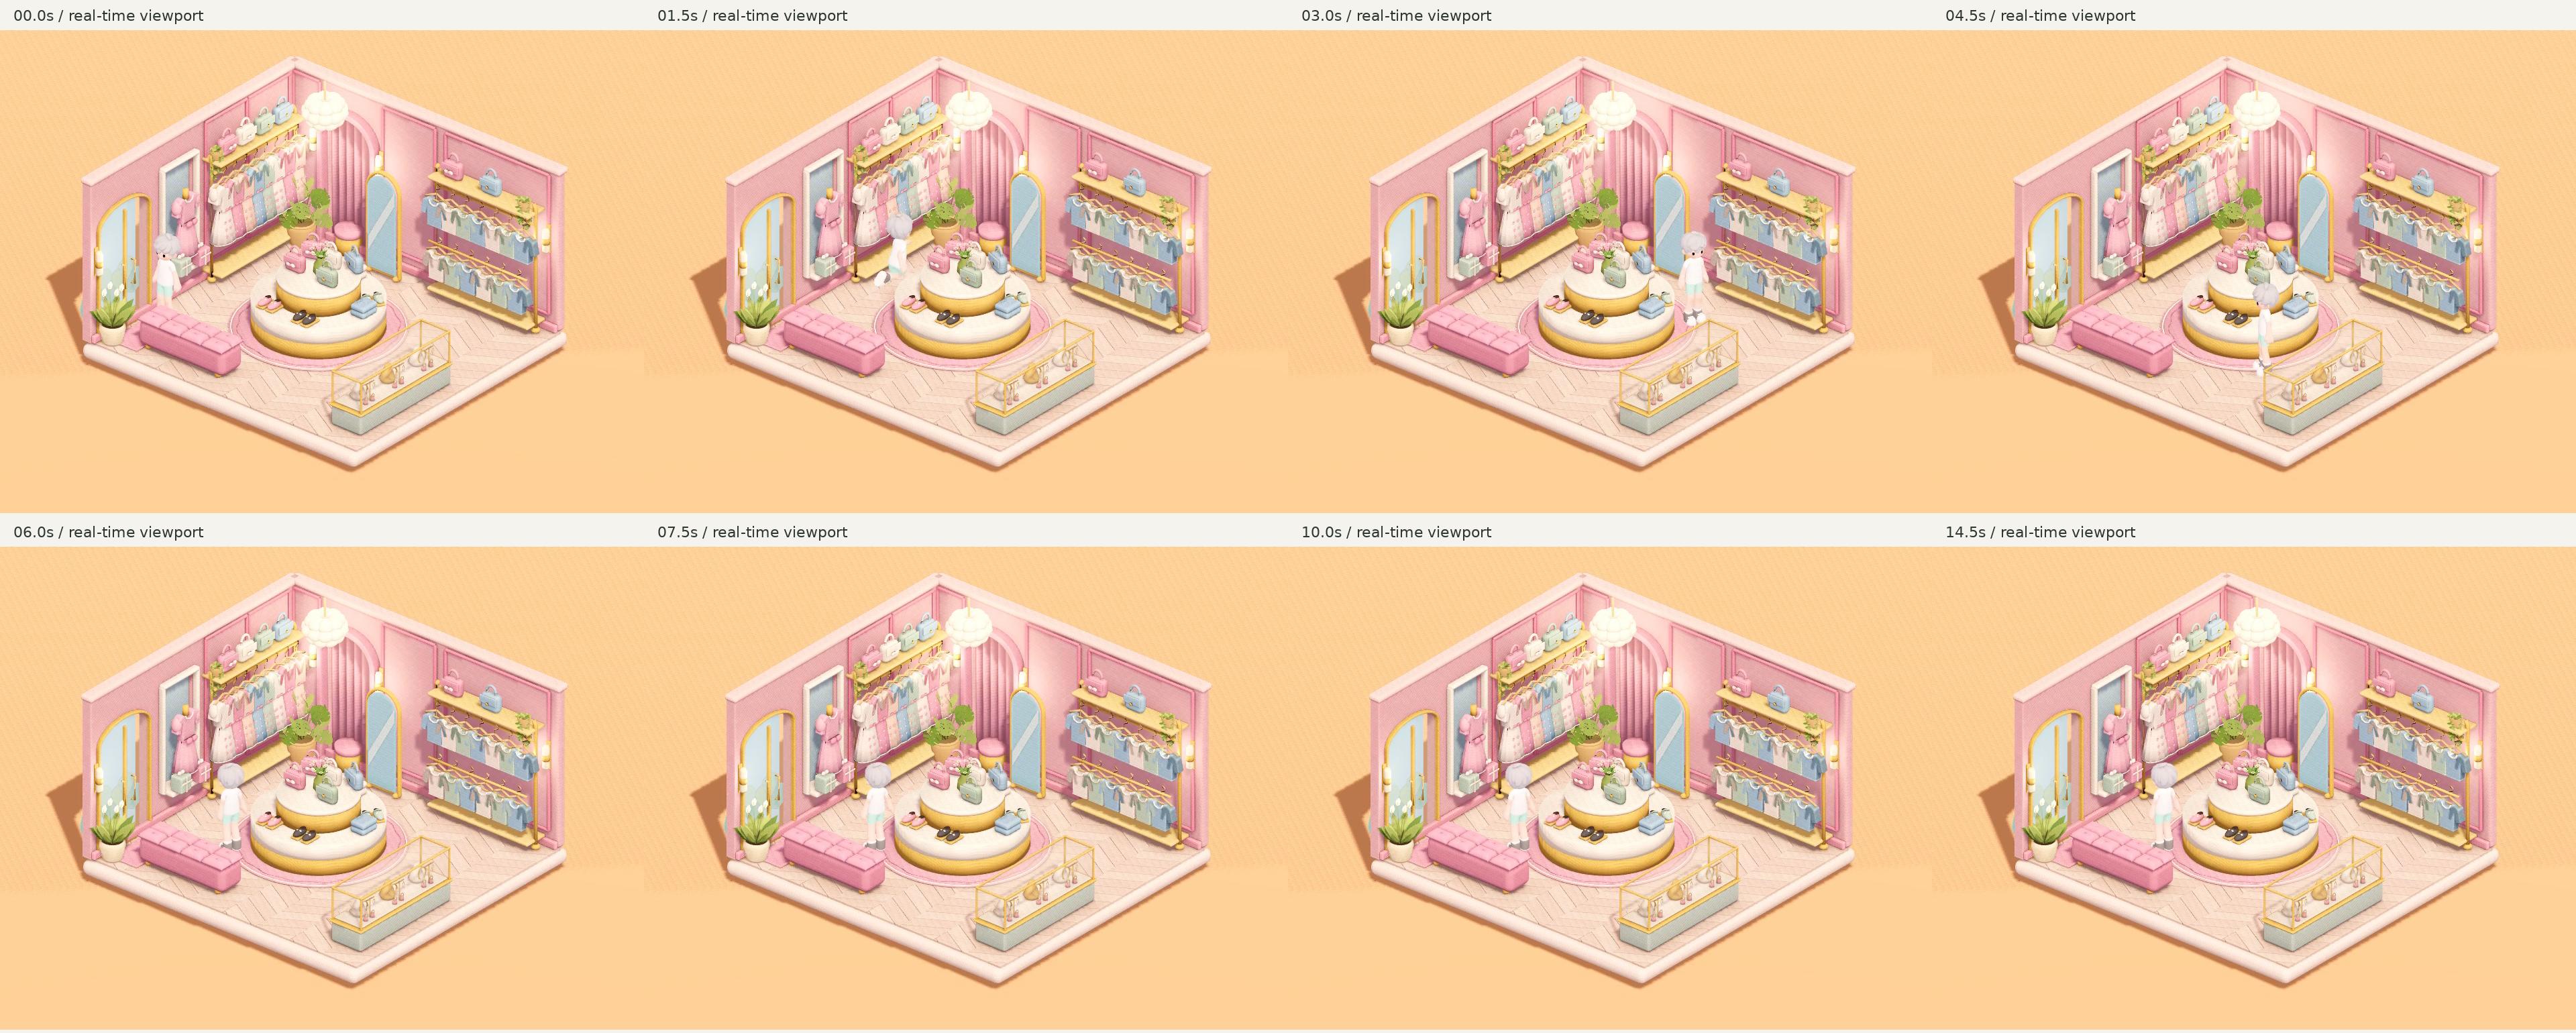 00.0s / real-time viewport
01.5s / real-time viewport
03.0s / real-time viewport
04.5s / real-time viewport
06.0s / real-time viewport
07.5s / real-time viewport
10.0s / real-time viewport
14.5s / real-time viewport